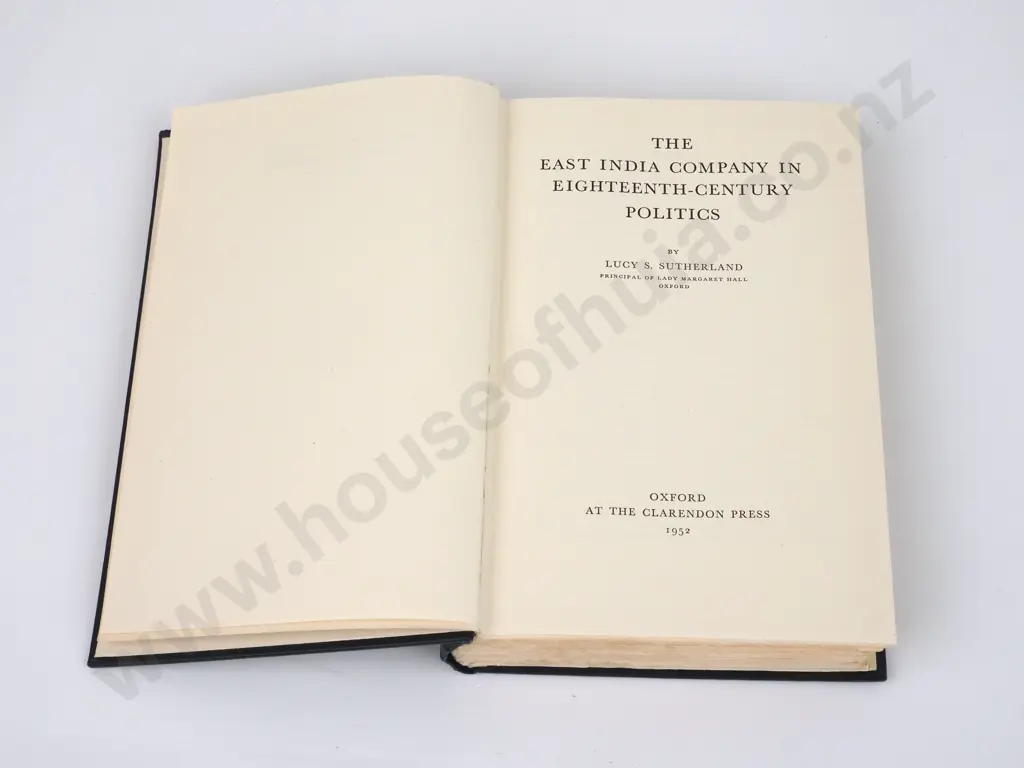 THE
EAST INDIA COMPANY IN
EIGHTEENTH-CENTURY
POLITICS
BY
LUCY S. SUTHERLAND
PRINCIPAL OF LADY MARGARET HALL
OXFORD
OXFORD
AT THE CLARENDON PRESS
1952
www.houseofhuia.co.nz